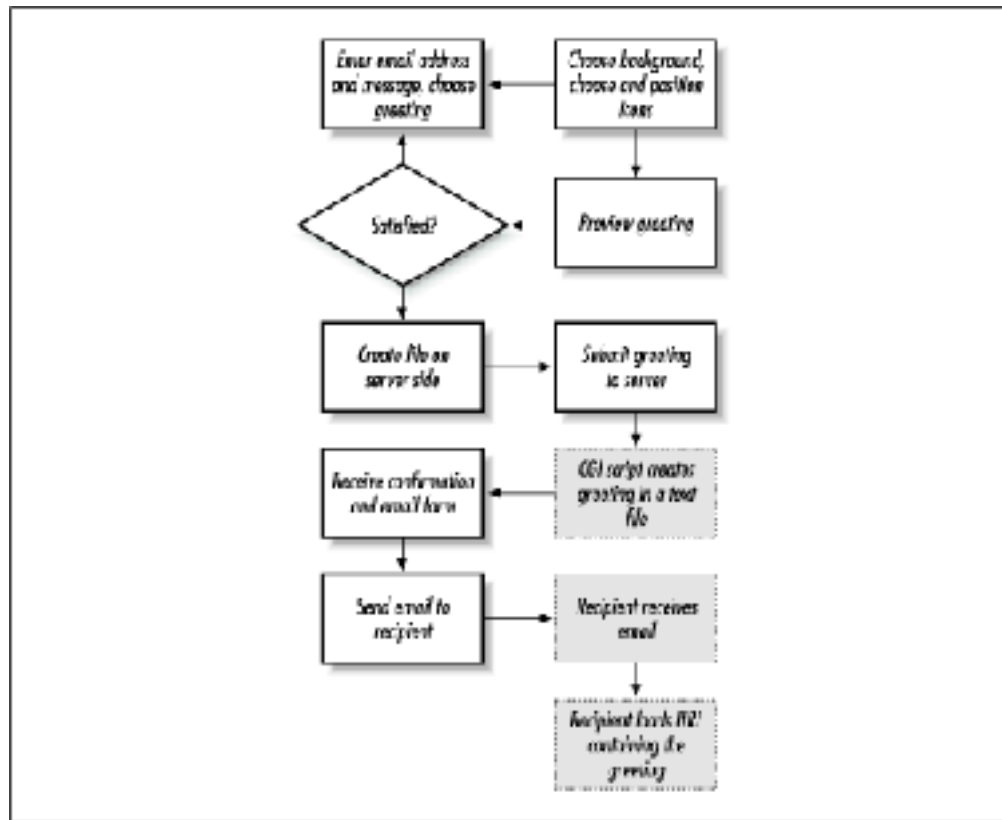 Enter email address
and message, choose
greeting
Choose background,
choose and position
icons
Satisfied?
Preview greeting
Create file on
server side
Submit greeting
to server
Receive confirmation
and email form
CGI script creates
greeting in a text
file
Send email to
recipient
Recipient receives
email
Recipient loads URL
containing the
greeting